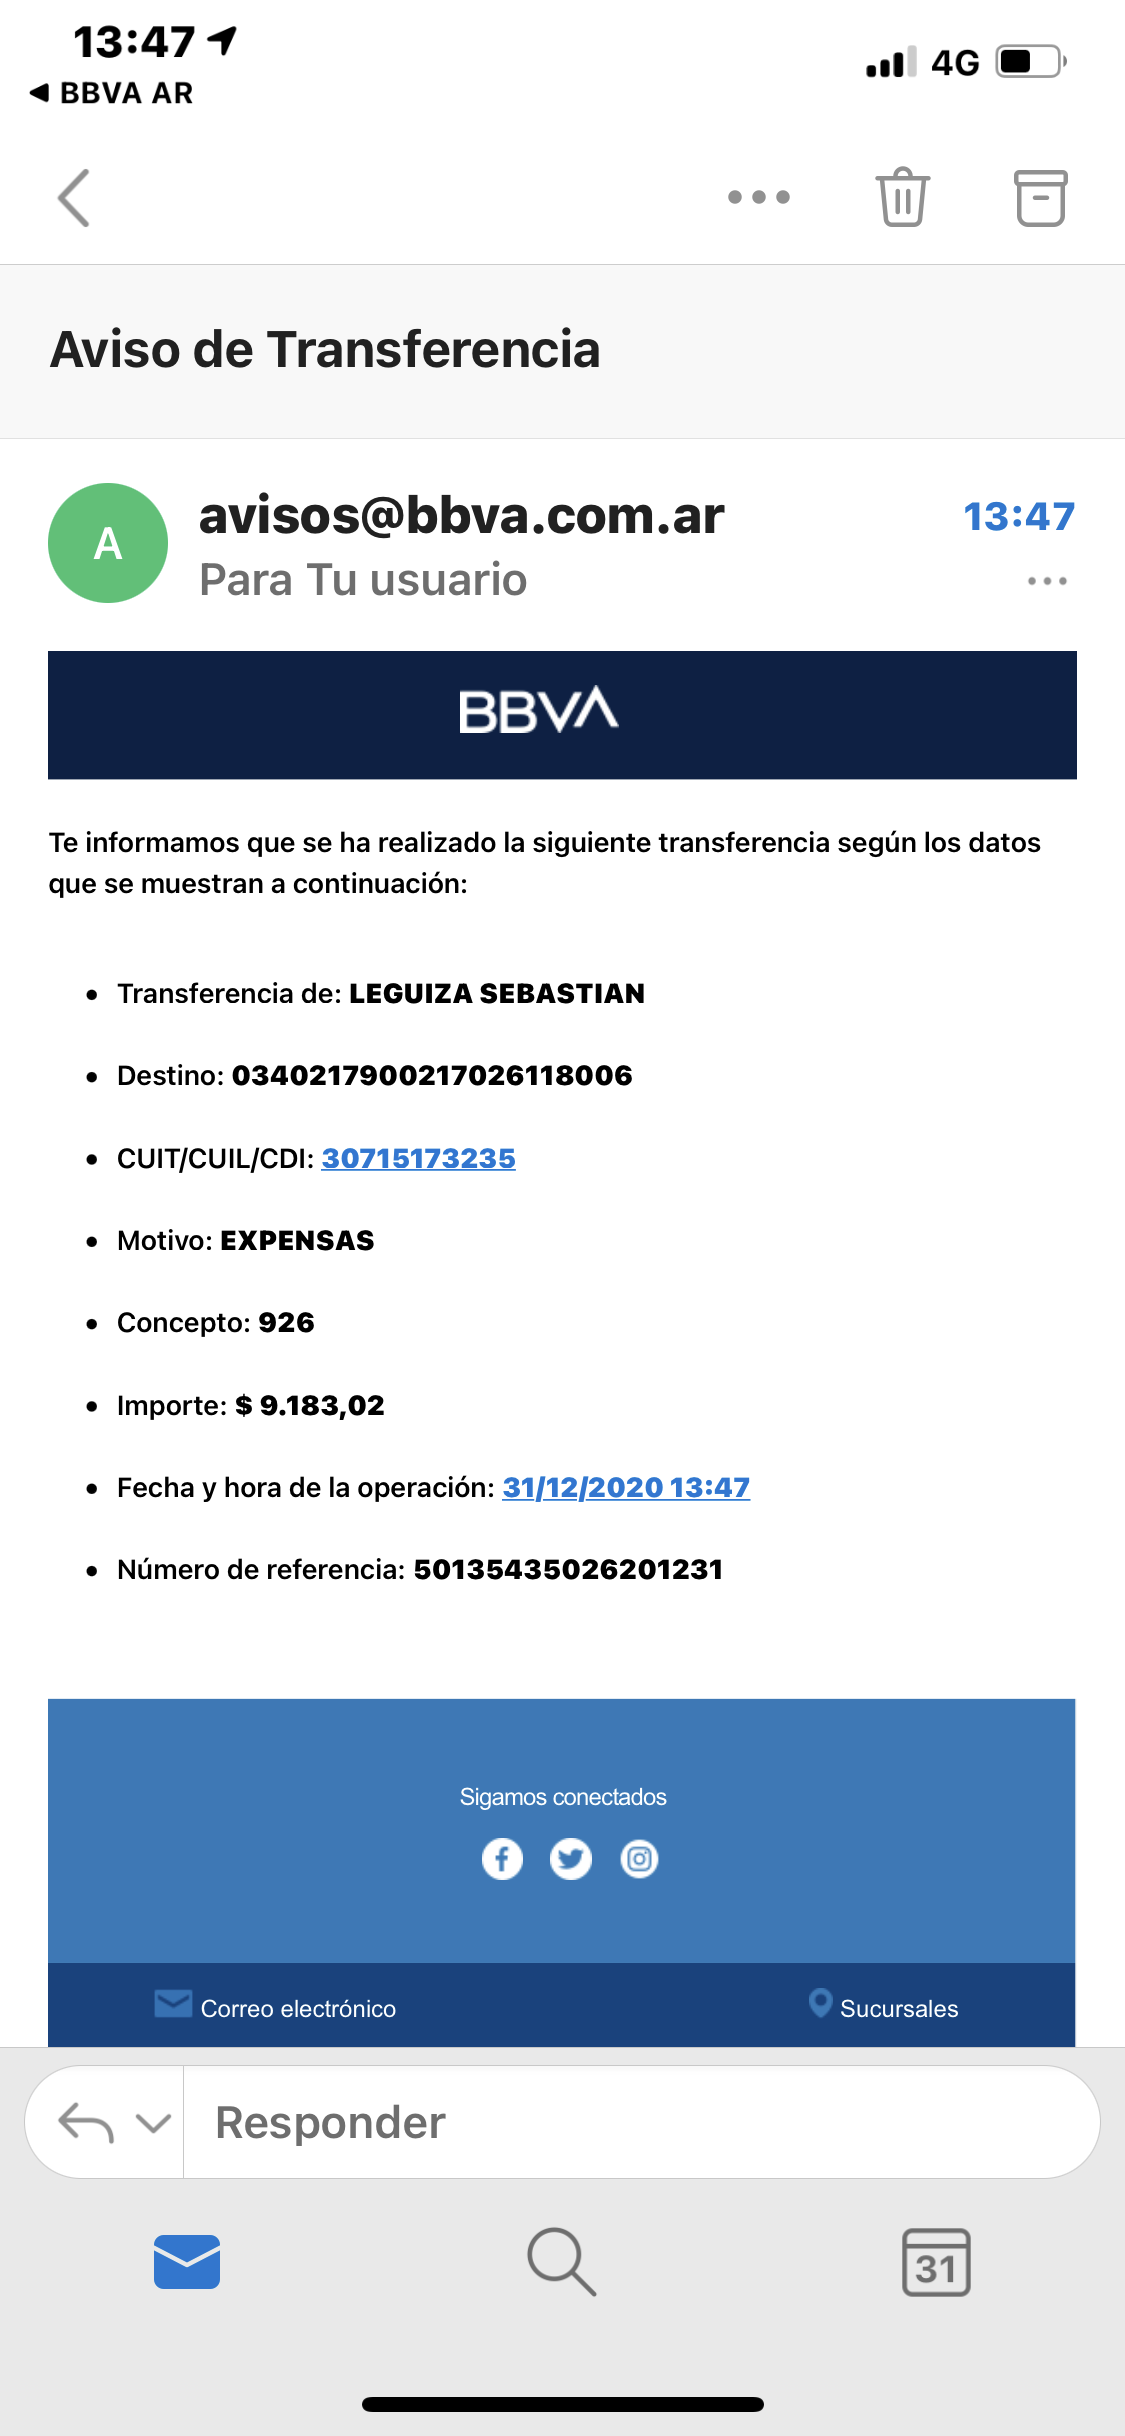 13:47
4G
BBVA AR
Aviso de Transferencia
A
avisos@bbva.com.ar
13:47
Para Tu usuario
BBVA
Te informamos que se ha realizado la siguiente transferencia según los datos
que se muestran a continuación:
• Transferencia de: LEGUIZA SEBASTIAN
• Destino: 0340217900217026118006
• CUIT/CUIL/CDI: 30715173235
• Motivo: EXPENSAS
• Concepto: 926
• Importe: $ 9.183,02
• Fecha y hora de la operación: 31/12/2020 13:47
• Número de referencia: 50135435026201231
Sigamos conectados
Correo electrónico
Sucursales
Responder
31